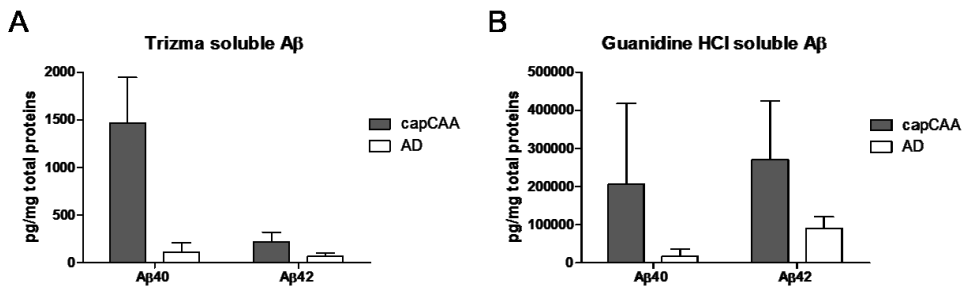 A
Trizma soluble Aβ
pg/mg total proteins
2000
1500
1000
500
0
Aβ40
Aβ42
capCAA
AD
B
Guanidine HCl soluble Aβ
pg/mg total proteins
500000
400000
300000
200000
100000
0
Aβ40
Aβ42
capCAA
AD